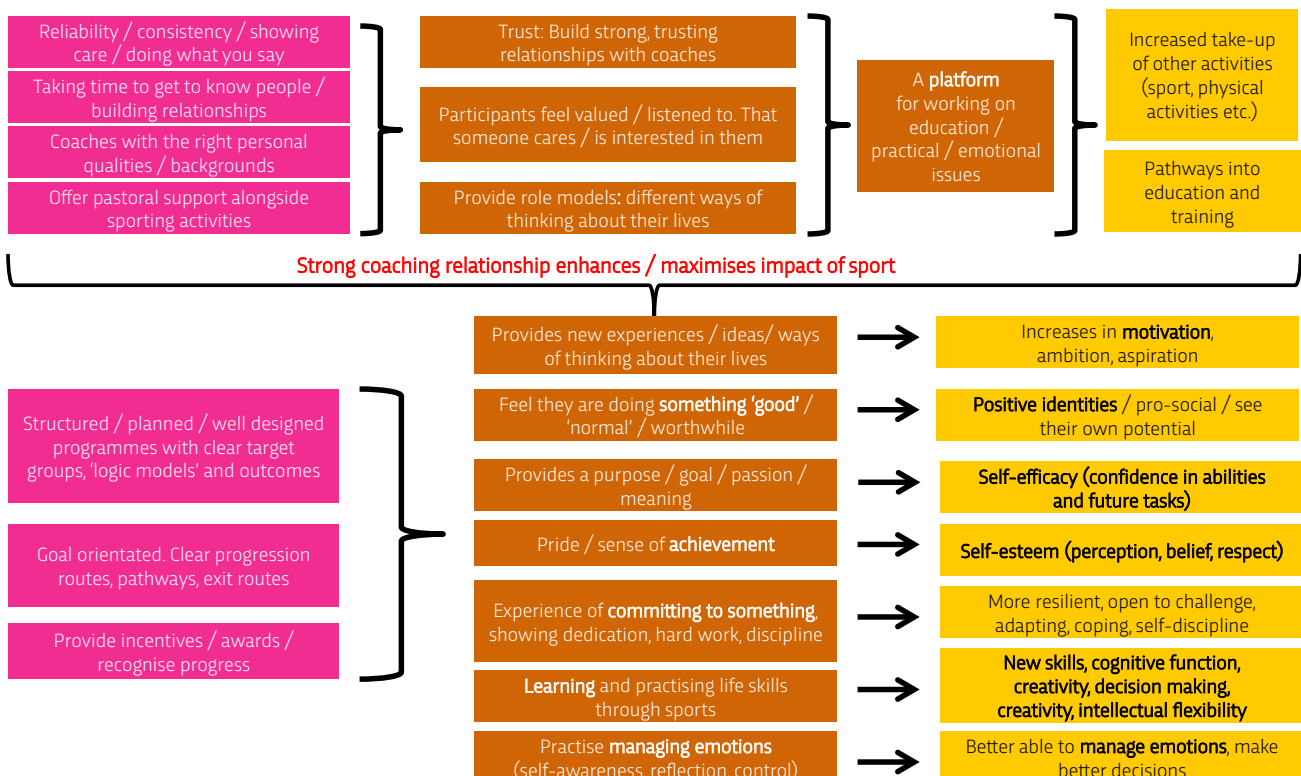 Reliability / consistency / showing
care / doing what you say
Taking time to get to know people /
building relationships
Coaches with the right personal
qualities / backgrounds
Offer pastoral support alongside
sporting activities
Trust: Build strong, trusting
relationships with coaches
Participants feel valued / listened to. That
someone cares / is interested in them
Provide role models: different ways of
thinking about their lives
A platform
for working on
education /
practical / emotional
issues
Increased take-up
of other activities
(sport, physical
activities etc.)
Pathways into
education and
training
Strong coaching relationship enhances / maximises impact of sport
Structured / planned / well designed
programmes with clear target
groups, ‘logic models’ and outcomes
Goal orientated. Clear progression
routes, pathways, exit routes
Provide incentives / awards /
recognise progress
Provides new experiences / ideas/ ways
of thinking about their lives
Increases in motivation,
ambition, aspiration
Feel they are doing something ‘good’ /
‘normal’ / worthwhile
Positive identities / pro-social / see
their own potential
Provides a purpose / goal / passion /
meaning
Self-efficacy (confidence in abilities
and future tasks)
Pride / sense of achievement
Self-esteem (perception, belief, respect)
Experience of committing to something,
showing dedication, hard work, discipline
More resilient, open to challenge,
adapting, coping, self-discipline
Learning and practising life skills
through sports
New skills, cognitive function,
creativity, decision making,
creativity, intellectual flexibility
Practise managing emotions
(self-awareness, reflection, control)
Better able to manage emotions, make
better decisions